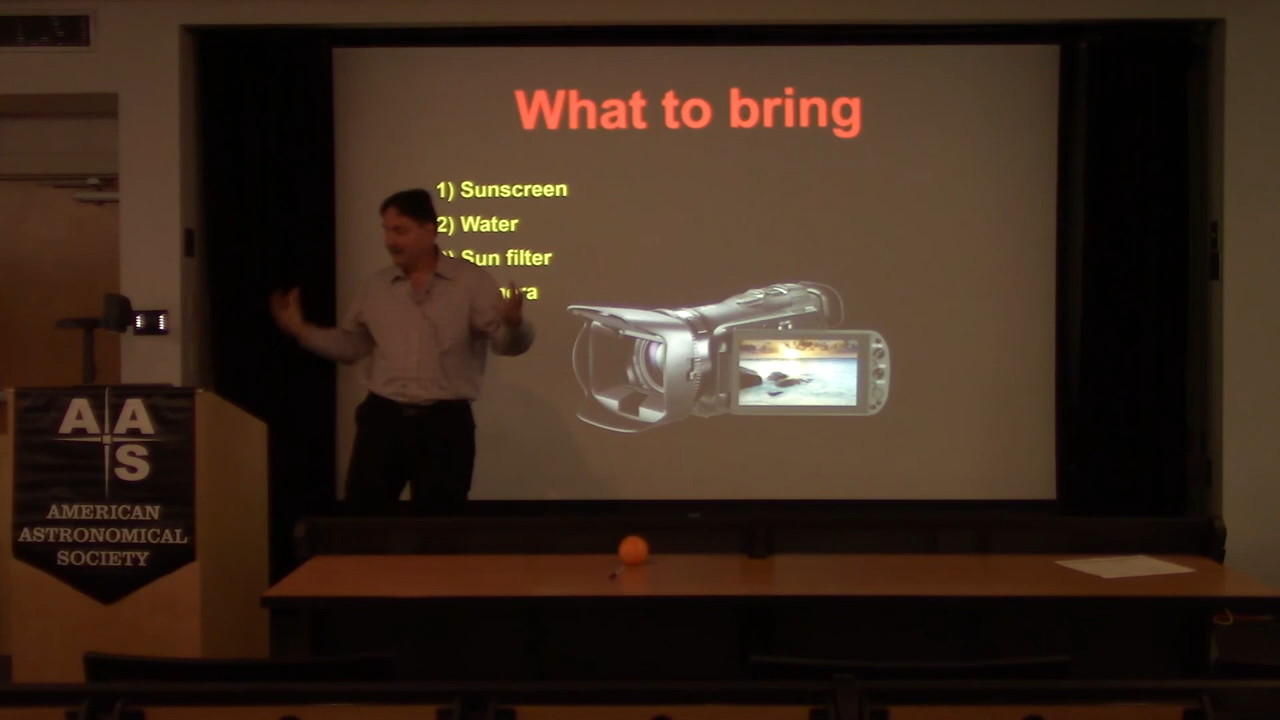 What to bring
1) Sunscreen
2) Water
Sun filter
AAS
AMERICAN
ASTRONOMICAL
SOCIETY